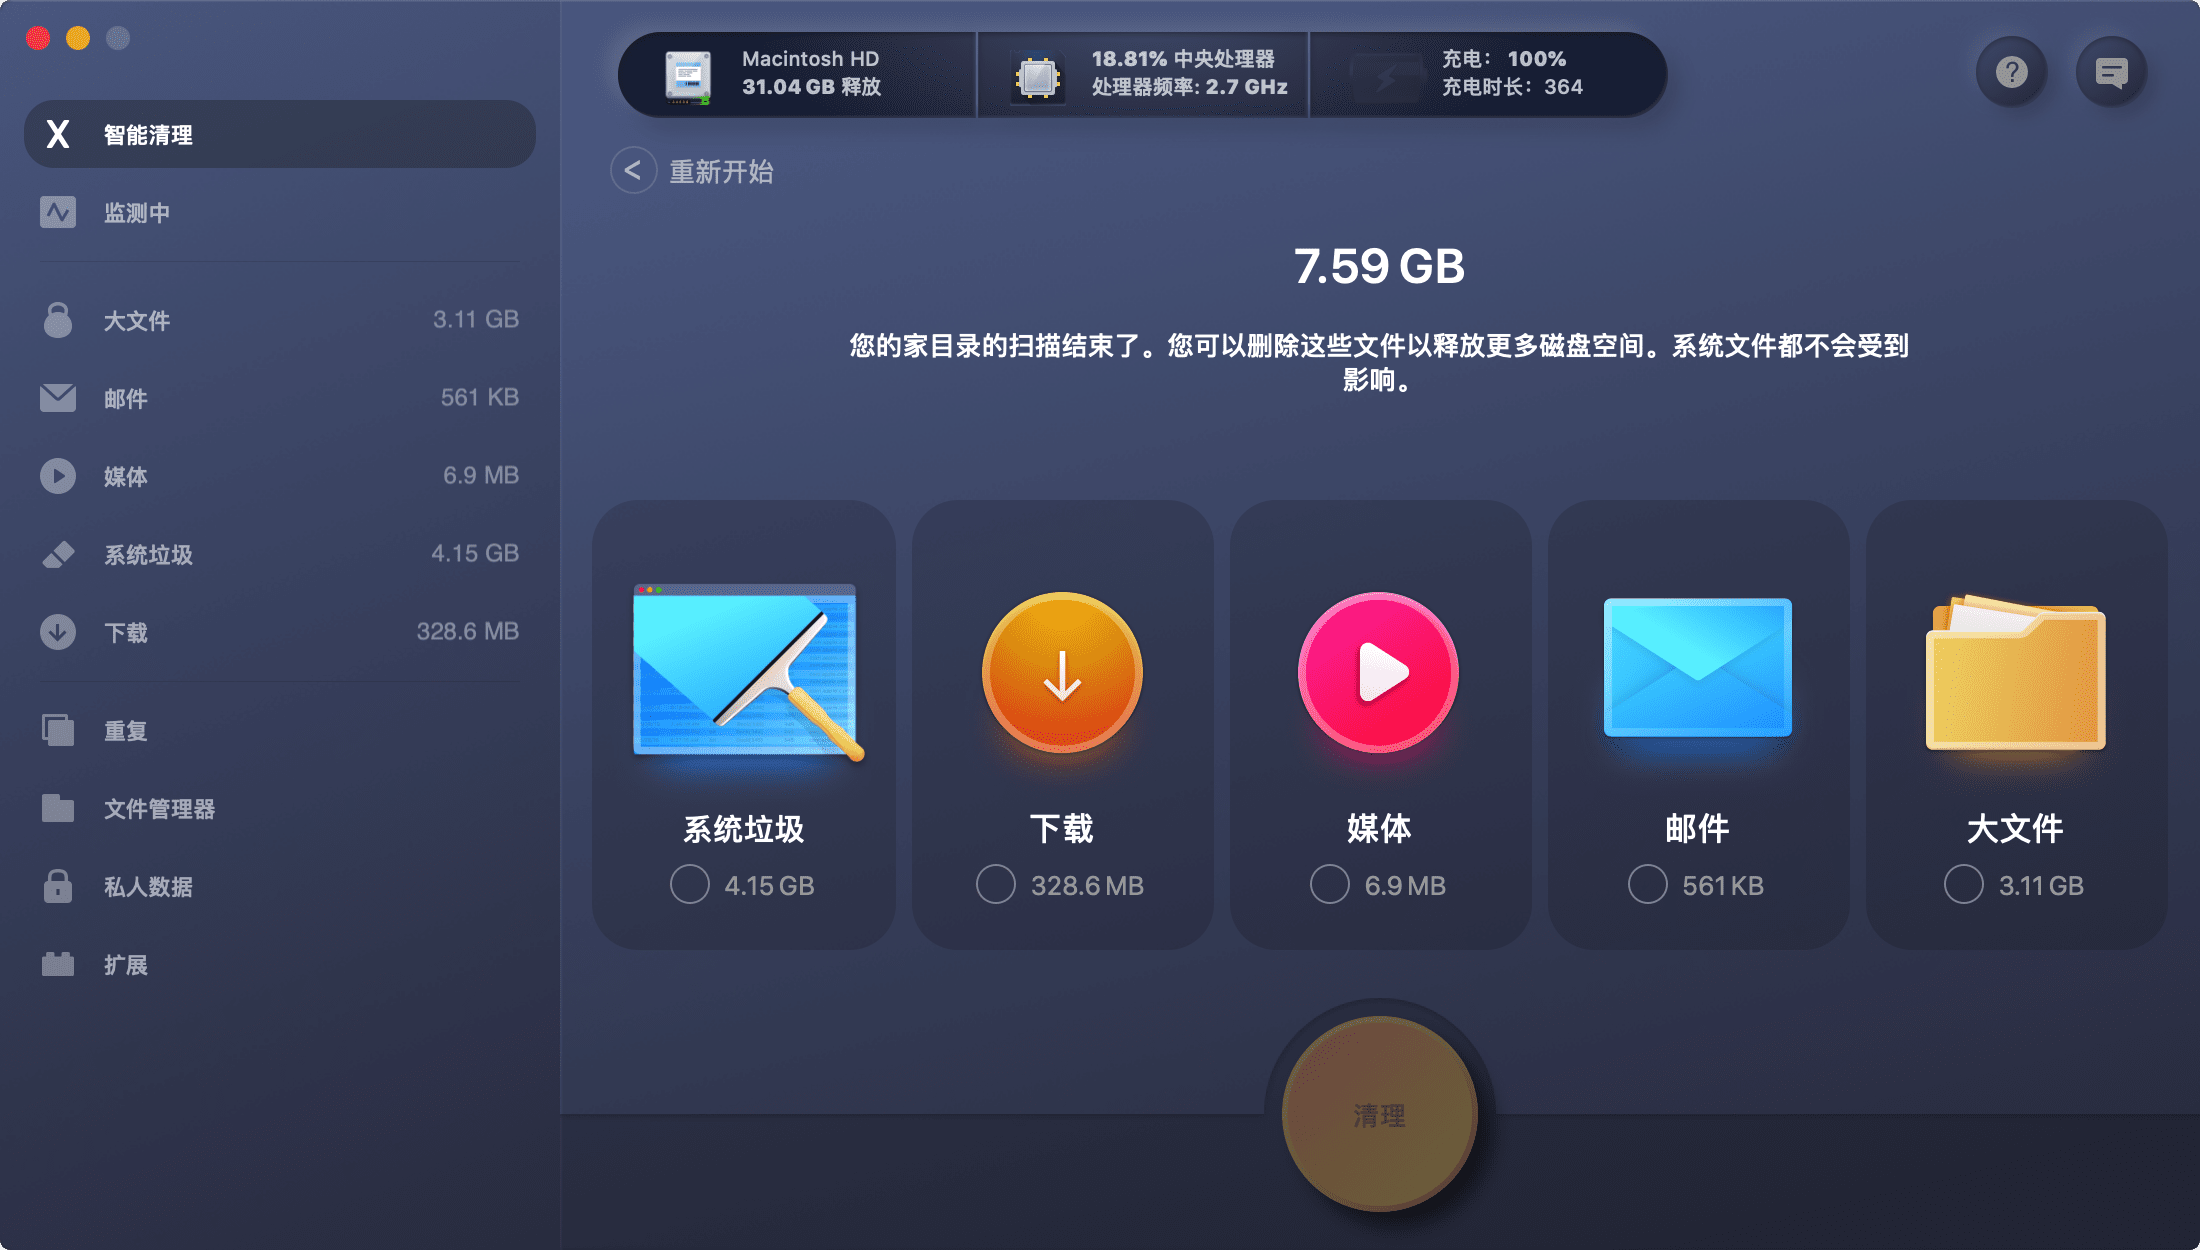 Macintosh HD
31.04 GB 释放
18.81% 中央处理器
处理器频率: 2.7 GHz
充电： 100%
充电时长：364
?
X 智能清理
监测中
大文件 3.11 GB
邮件 561 KB
媒体 6.9 MB
系统垃圾 4.15 GB
下载 328.6 MB
重复
文件管理器
私人数据
扩展
< 重新开始
7.59 GB
您的家目录的扫描结束了。您可以删除这些文件以释放更多磁盘空间。系统文件都不会受到
影响。
系统垃圾
4.15 GB
下载
328.6 MB
媒体
6.9 MB
邮件
561 KB
大文件
3.11 GB
清理